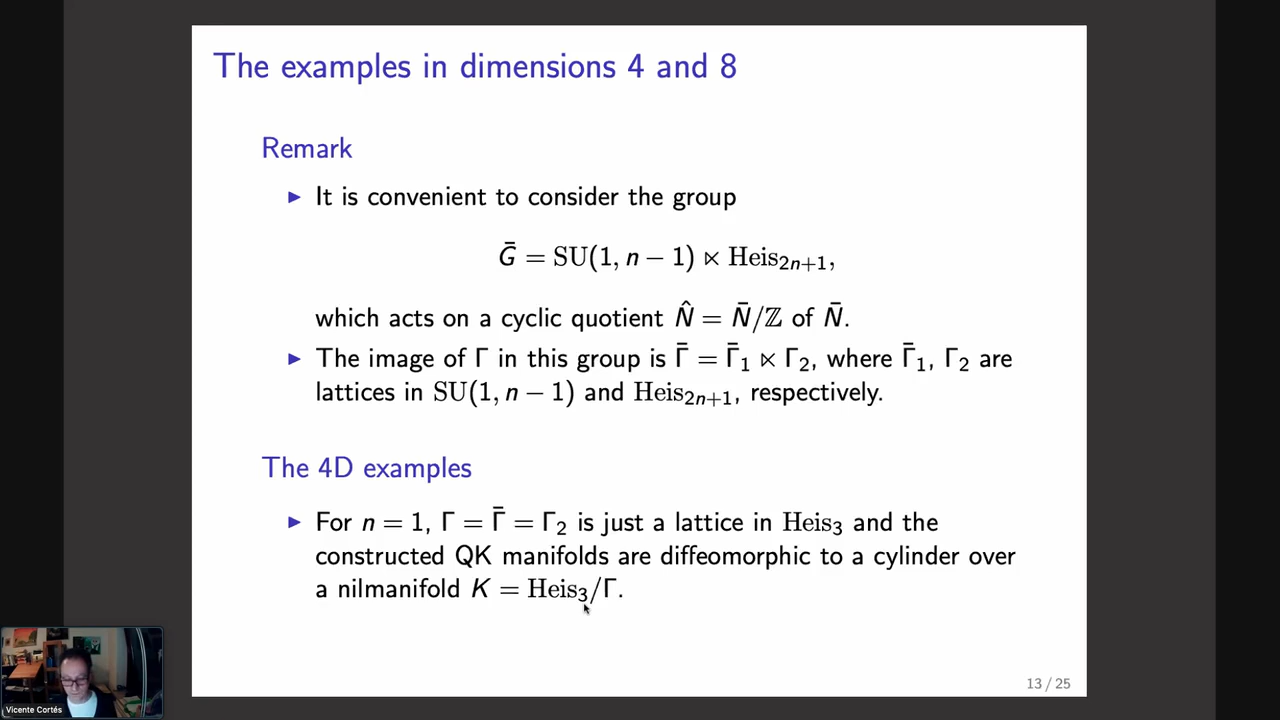 The examples in dimensions 4 and 8
Remark
▶ It is convenient to consider the group
Ḡ = SU(1, n − 1) ⋉ Heis₂ₙ₊₁,
which acts on a cyclic quotient N̂ = N̄/ℤ of N̄.
▶ The image of Γ in this group is Γ̄ = Γ̄₁ ⋉ Γ₂, where Γ̄₁, Γ₂ are
lattices in SU(1, n − 1) and Heis₂ₙ₊₁, respectively.
The 4D examples
▶ For n = 1, Γ = Γ̄ = Γ₂ is just a lattice in Heis₃ and the
constructed QK manifolds are diffeomorphic to a cylinder over
a nilmanifold K = Heis₃/Γ.
13 / 25
Vicente Cortés